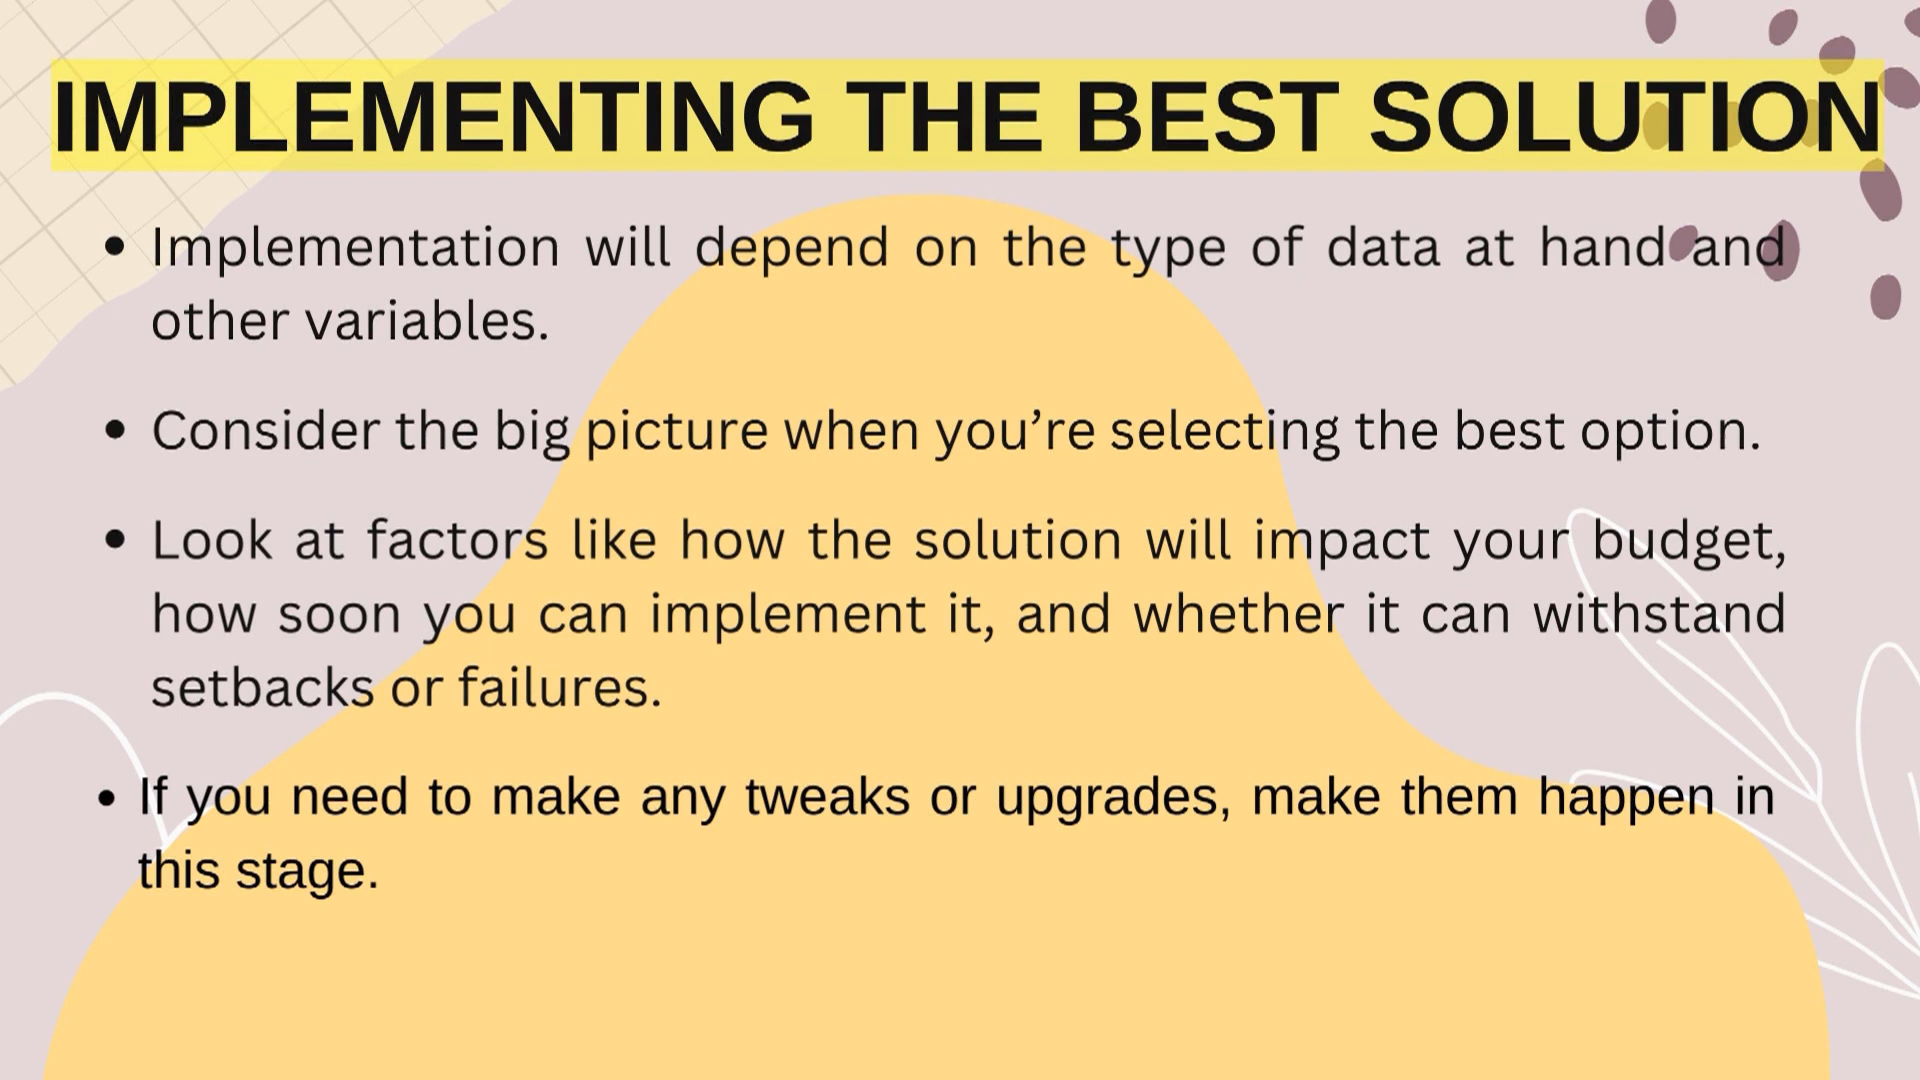 IMPLEMENTING THE BEST SOLUTION
• Implementation will depend on the type of data at hand and
other variables.
• Consider the big picture when you’re selecting the best option.
• Look at factors like how the solution will impact your budget,
how soon you can implement it, and whether it can withstand
setbacks or failures.
• If you need to make any tweaks or upgrades, make them happen in
this stage.